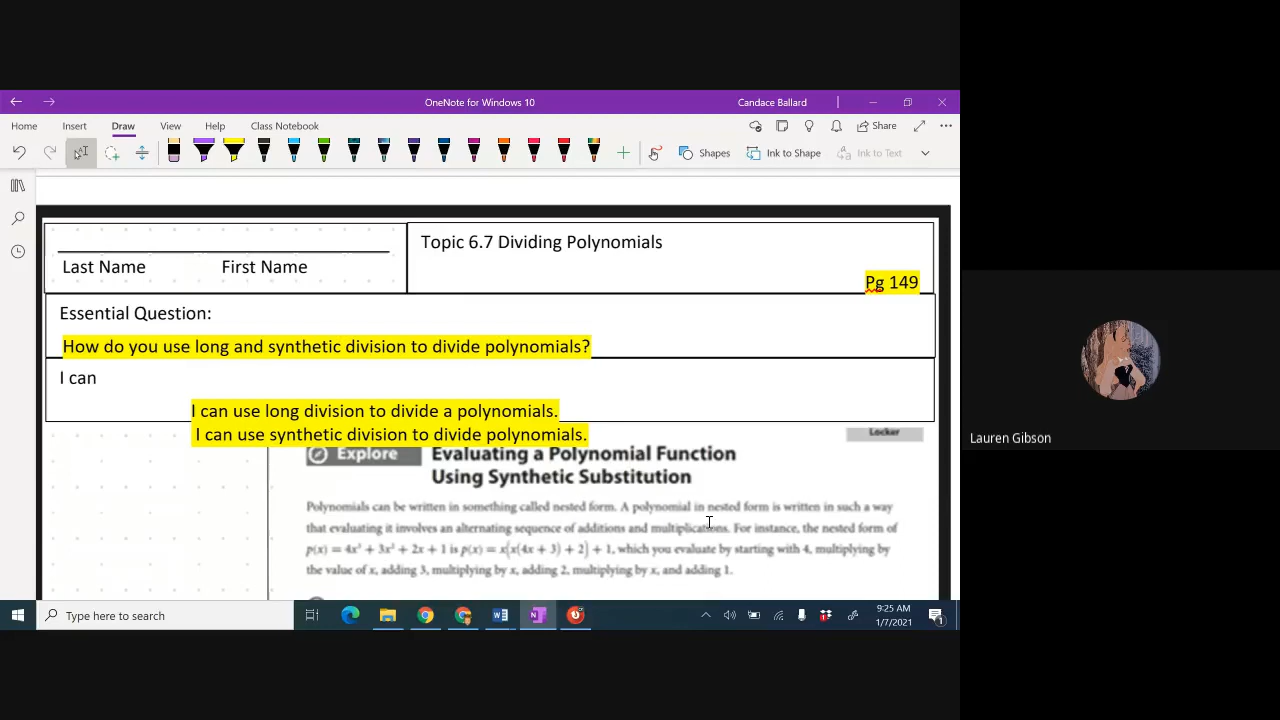 OneNote for Windows 10
Candace Ballard
Home Insert Draw View Help Class Notebook
Share
Shapes
Ink to Shape
Ink to Text
Last Name First Name
Topic 6.7 Dividing Polynomials
Pg 149
Essential Question:
How do you use long and synthetic division to divide polynomials?
I can
I can use long division to divide a polynomials.
I can use synthetic division to divide polynomials.
Locker
Explore
Evaluating a Polynomial Function
Using Synthetic Substitution
Polynomials can be written in something called nested form. A polynomial in nested form is written in such a way
that evaluating it involves an alternating sequence of additions and multiplications. For instance, the nested form of
p(x) = 4x³ + 3x² + 2x + 1 is p(x) = x(x(4x + 3) + 2) + 1, which you evaluate by starting with 4, multiplying by
the value of x, adding 3, multiplying by x, adding 2, multiplying by x, and adding 1.
Type here to search
9:25 AM
1/7/2021
Lauren Gibson